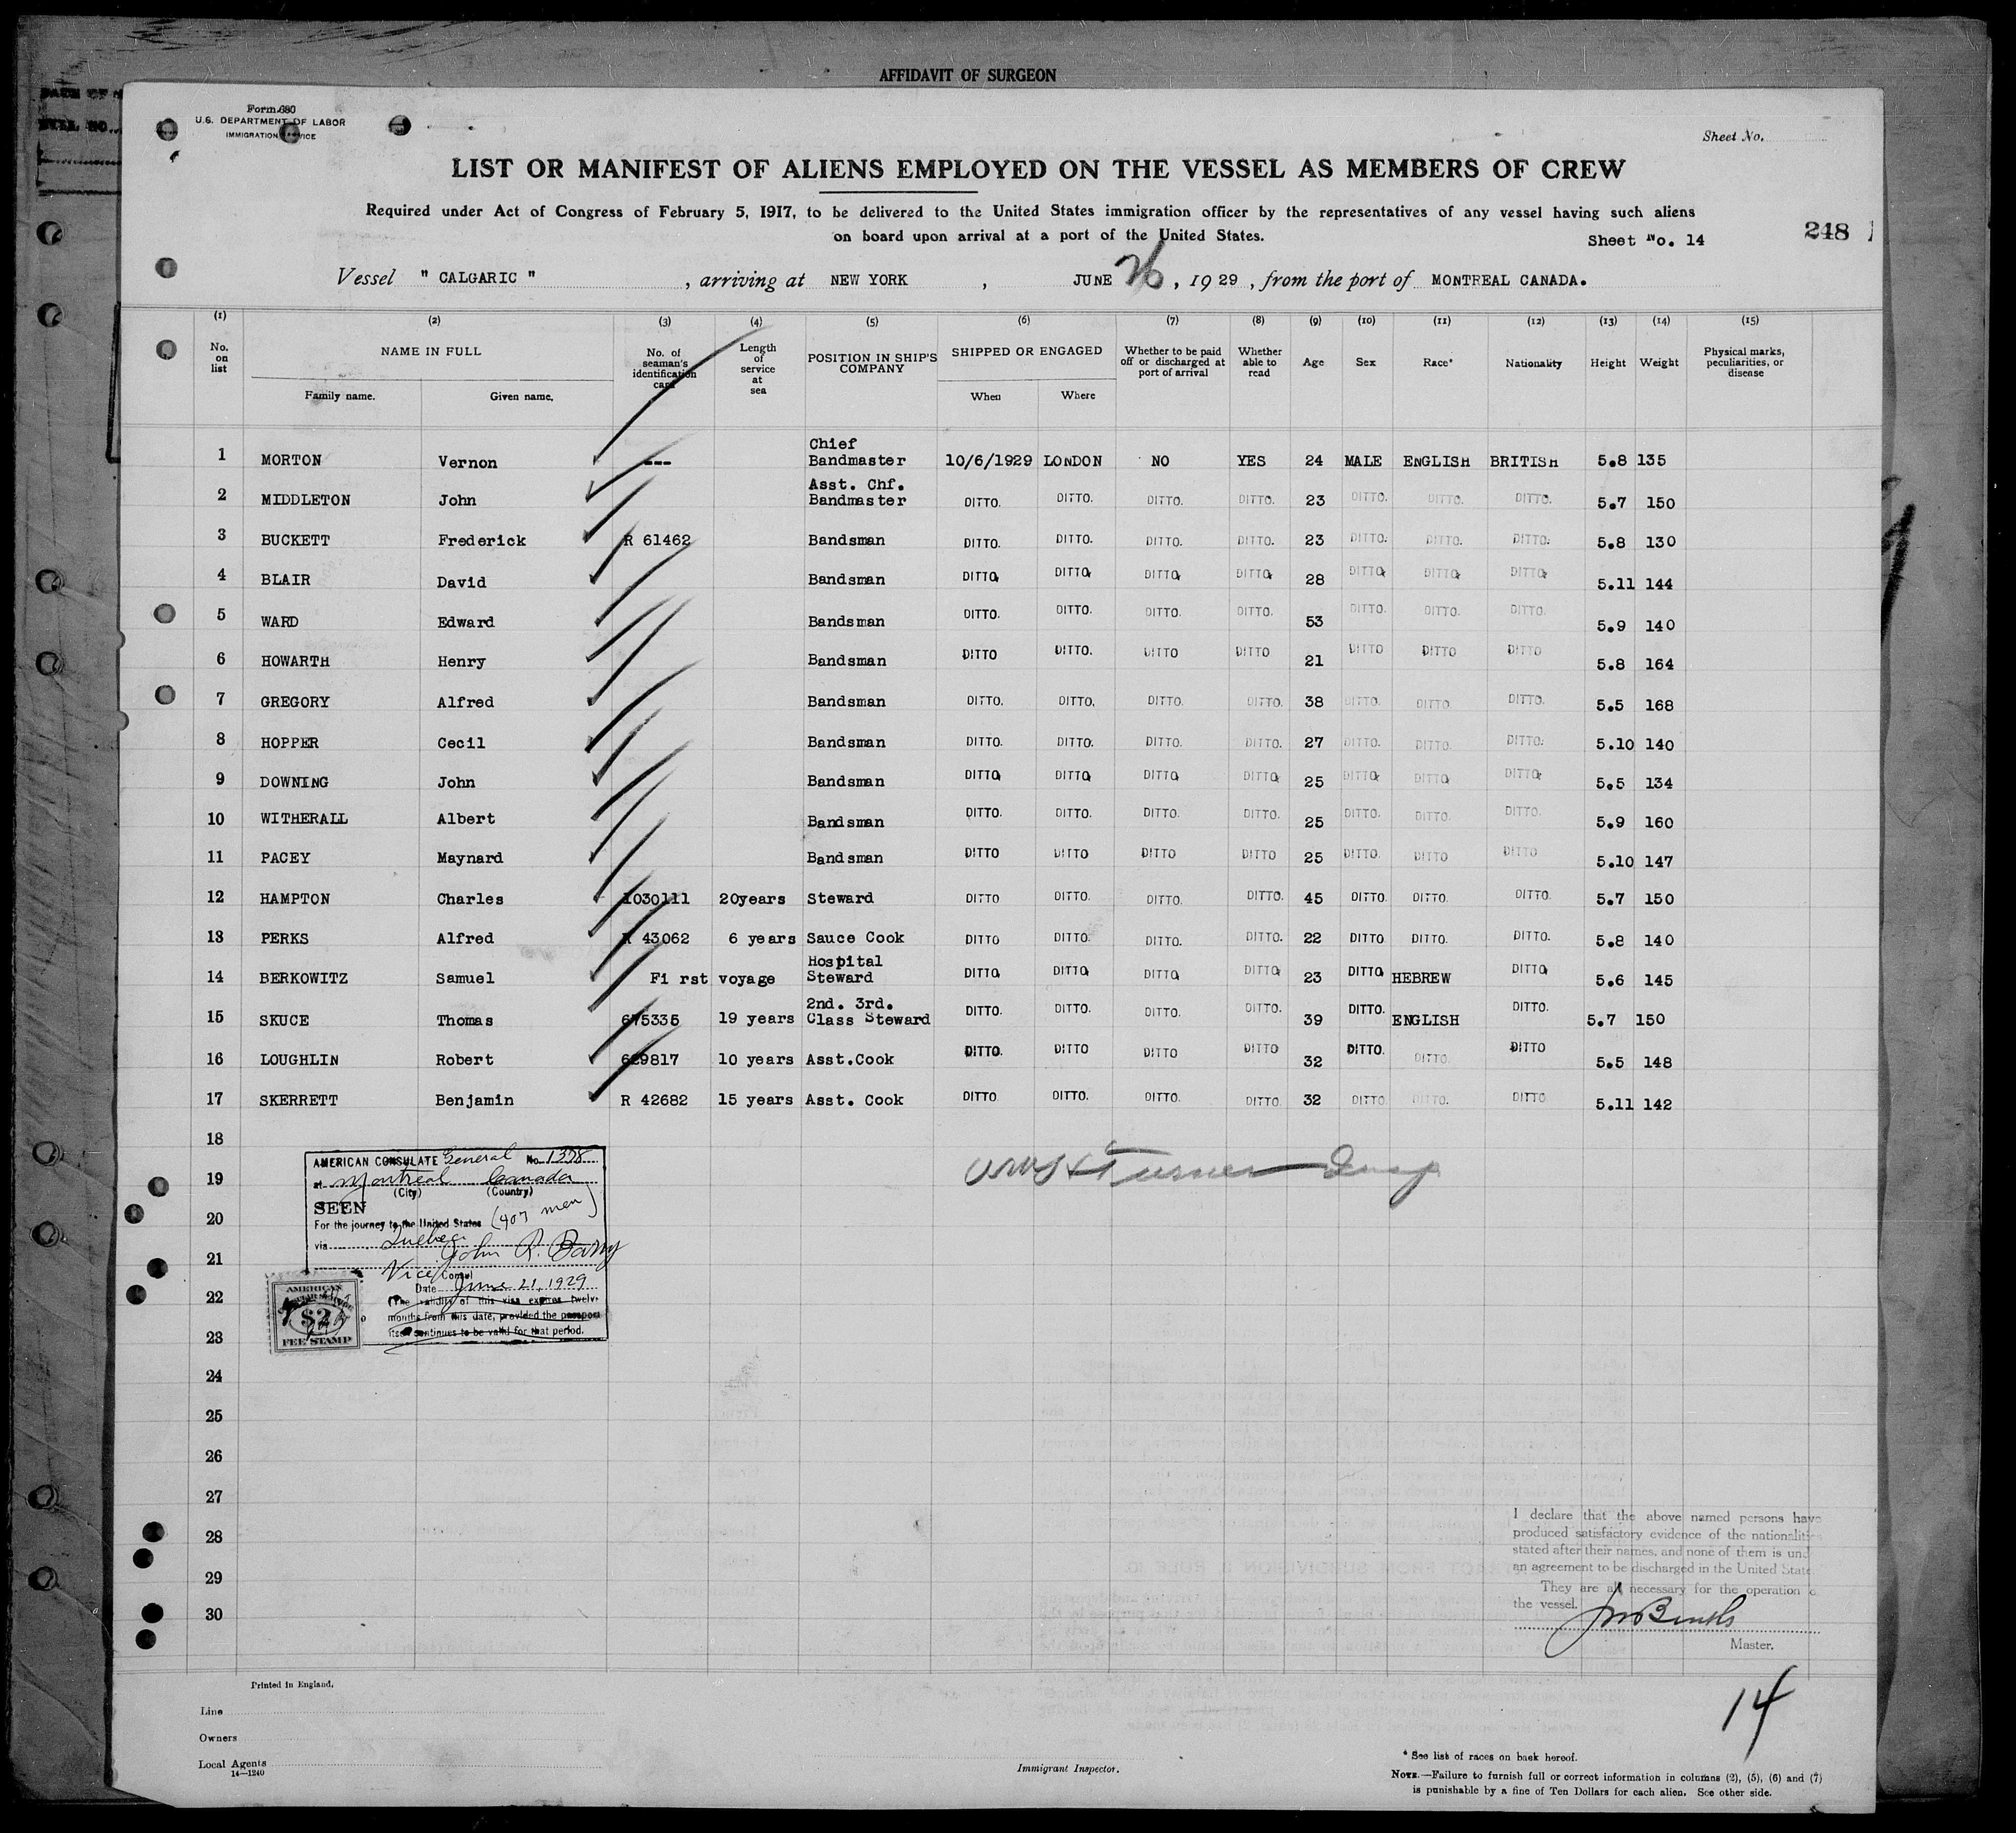 AFFIDAVIT OF SURGEON
Form 680
U.S. DEPARTMENT OF LABOR
IMMIGRATION SERVICE
Sheet No.
LIST OR MANIFEST OF ALIENS EMPLOYED ON THE VESSEL AS MEMBERS OF CREW
Required under Act of Congress of February 5, 1917, to be delivered to the United States immigration officer by the representatives of any vessel having such aliens
on board upon arrival at a port of the United States.
Sheet No. 14
248
Vessel " CALGARIC " , arriving at NEW YORK , JUNE 26, 1929, from the port of MONTREAL CANADA.
(1) (2) (3) (4) (5) (6) (7) (8) (9) (10) (11) (12) (13) (14) (15)
No. on list NAME IN FULL Family name. Given name. No. of seaman's identification card Length of service at sea POSITION IN SHIP'S COMPANY SHIPPED OR ENGAGED When Where Whether to be paid off or discharged at port of arrival Whether able to read Age Sex Race* Nationality Height Weight Physical marks, peculiarities, or disease
1 MORTON Vernon --- Chief Bandmaster 10/6/1929 LONDON NO YES 24 MALE ENGLISH BRITISH 5.8 135
2 MIDDLETON John Asst. Chf. Bandmaster DITTO. DITTO. DITTO. DITTO. 23 DITTO. DITTO. DITTO. 5.7 150
3 BUCKETT Frederick R 61462 Bandsman DITTO. DITTO. DITTO. DITTO. 23 DITTO. DITTO. DITTO. 5.8 130
4 BLAIR David Bandsman DITTO DITTO DITTO DITTO 28 DITTO DITTO DITTO 5.11 144
5 WARD Edward Bandsman DITTO. DITTO. DITTO. DITTO. 53 DITTO. DITTO. DITTO. 5.9 140
6 HOWARTH Henry Bandsman DITTO DITTO. DITTO DITTO 21 DITTO DITTO DITTO 5.8 164
7 GREGORY Alfred Bandsman DITTO. DITTO. DITTO. DITTO. 38 DITTO. DITTO. DITTO. 5.5 168
8 HOPPER Cecil Bandsman DITTO. DITTO. DITTO. DITTO. 27 DITTO. DITTO. DITTO. 5.10 140
9 DOWNING John Bandsman DITTO DITTO DITTO DITTO 25 DITTO DITTO DITTO 5.5 134
10 WITHERALL Albert Bandsman DITTO. DITTO. DITTO. DITTO. 25 DITTO. DITTO. DITTO. 5.9 160
11 PACEY Maynard Bandsman DITTO DITTO DITTO DITTO 25 DITTO. DITTO DITTO 5.10 147
12 HAMPTON Charles 1030111 20years Steward DITTO DITTO. DITTO. DITTO. 45 DITTO. DITTO. DITTO. 5.7 150
13 PERKS Alfred R 43062 6 years Sauce Cook DITTO DITTO. DITTO. DITTO. 22 DITTO DITTO. DITTO. 5.8 140
14 BERKOWITZ Samuel Fi rst voyage Hospital Steward DITTO DITTO DITTO DITTO 23 DITTO HEBREW DITTO 5.6 145
15 SKUCE Thomas 675335 19 years 2nd. 3rd. Class Steward DITTO. DITTO. DITTO. DITTO. 39 DITTO. ENGLISH DITTO. 5.7 150
16 LOUGHLIN Robert 629817 10 years Asst.Cook DITTO. DITTO DITTO DITTO 32 DITTO. DITTO. DITTO 5.5 148
17 SKERRETT Benjamin R 42682 15 years Asst. Cook DITTO. DITTO. DITTO. DITTO. 32 DITTO DITTO. DITTO 5.11 142
18
19
20
21
22
23
24
25
26
27
28
29
30
AMERICAN CONSULATE General No. 1378
at Montreal Canada
(City) (Country)
SEEN
For the journey to the United States (407 men)
via Quebec
John R. Barry
Vice Consul
Date June 21, 1929
(The validity of this visa expires twelve
months from this date, provided the passport
itself continues to be valid for that period.
AMERICAN
$2
FEE STAMP
Turner Insp
I declare that the above named persons have
produced satisfactory evidence of the nationalities
stated after their names, and none of them is und
an agreement to be discharged in the United State
They are all necessary for the operation o
the vessel.
Master.
14
Printed in England.
Line
Owners
Local Agents
14—1240
Immigrant Inspector.
* See list of races on back hereof.
NOTE.—Failure to furnish full or correct information in columns (2), (5), (6) and (7)
is punishable by a fine of Ten Dollars for each alien. See other side.